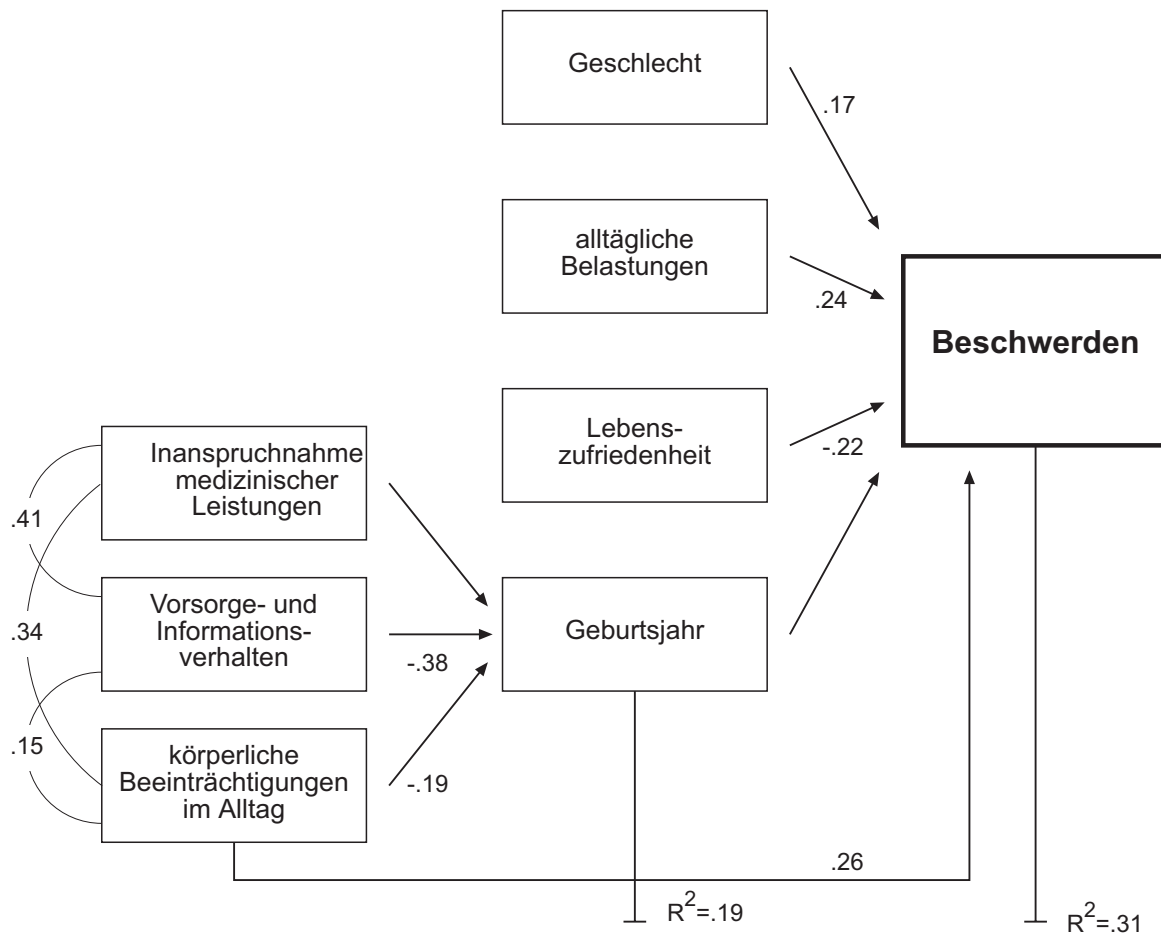 Geschlecht
.17
alltägliche
Belastungen
.24
Beschwerden
Lebens-
zufriedenheit
-.22
Inanspruchnahme
medizinischer
Leistungen
.41
Vorsorge- und
Informations-
verhalten
-.38
Geburtsjahr
.34
.15
körperliche
Beeinträchtigungen
im Alltag
-.19
.26
R²=.19
R²=.31